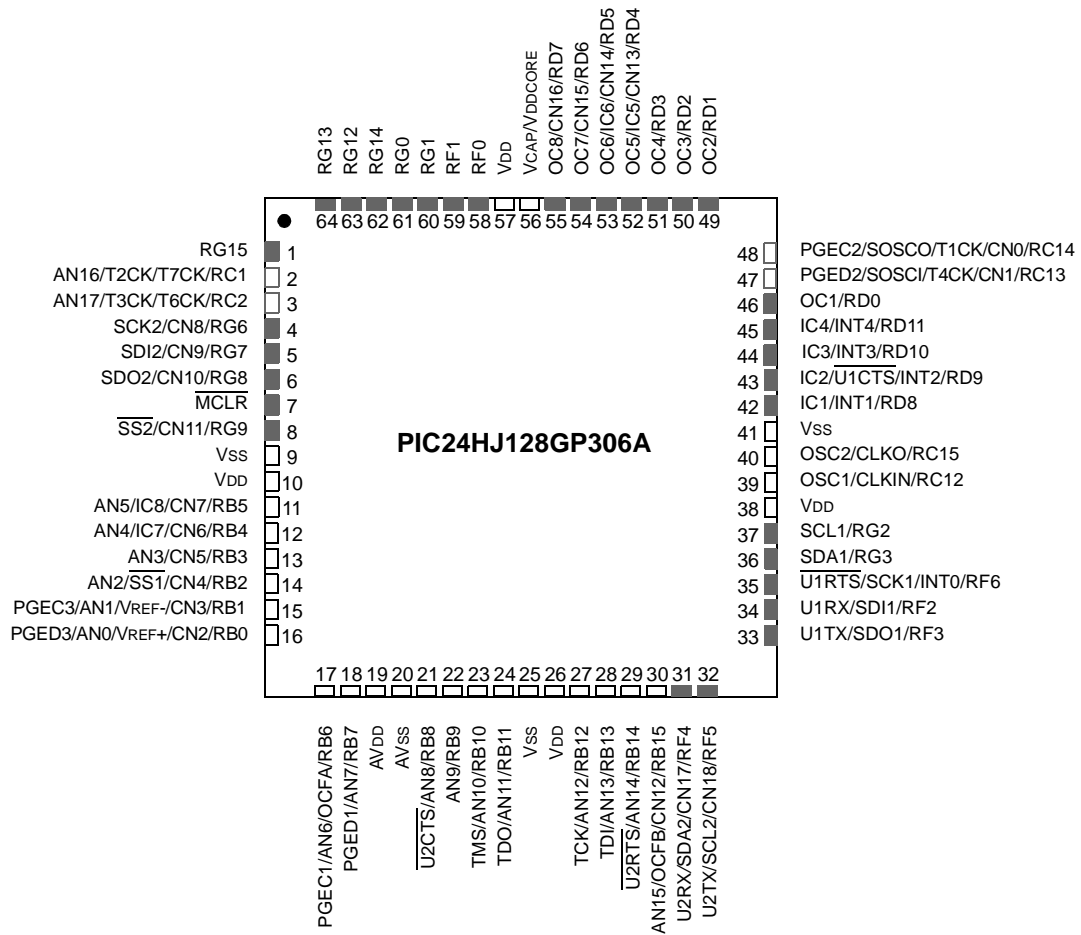 RG13
RG12
RG14
RG0
RG1
RF1
RF0
VDD
VCAP/VDDCORE
OC8/CN16/RD7
OC7/CN15/RD6
OC6/IC6/CN14/RD5
OC5/IC5/CN13/RD4
OC4/RD3
OC3/RD2
OC2/RD1
64 63 62 61 60 59 58 57 56 55 54 53 52 51 50 49
RG15 1
AN16/T2CK/T7CK/RC1 2
AN17/T3CK/T6CK/RC2 3
SCK2/CN8/RG6 4
SDI2/CN9/RG7 5
SDO2/CN10/RG8 6
MCLR 7
SS2/CN11/RG9 8
VSS 9
VDD 10
AN5/IC8/CN7/RB5 11
AN4/IC7/CN6/RB4 12
AN3/CN5/RB3 13
AN2/SS1/CN4/RB2 14
PGEC3/AN1/VREF-/CN3/RB1 15
PGED3/AN0/VREF+/CN2/RB0 16
PIC24HJ128GP306A
48 PGEC2/SOSCO/T1CK/CN0/RC14
47 PGED2/SOSCI/T4CK/CN1/RC13
46 OC1/RD0
45 IC4/INT4/RD11
44 IC3/INT3/RD10
43 IC2/U1CTS/INT2/RD9
42 IC1/INT1/RD8
41 VSS
40 OSC2/CLKO/RC15
39 OSC1/CLKIN/RC12
38 VDD
37 SCL1/RG2
36 SDA1/RG3
35 U1RTS/SCK1/INT0/RF6
34 U1RX/SDI1/RF2
33 U1TX/SDO1/RF3
17 18 19 20 21 22 23 24 25 26 27 28 29 30 31 32
PGEC1/AN6/OCFA/RB6
PGED1/AN7/RB7
AVDD
AVSS
U2CTS/AN8/RB8
AN9/RB9
TMS/AN10/RB10
TDO/AN11/RB11
VSS
VDD
TCK/AN12/RB12
TDI/AN13/RB13
U2RTS/AN14/RB14
AN15/OCFB/CN12/RB15
U2RX/SDA2/CN17/RF4
U2TX/SCL2/CN18/RF5